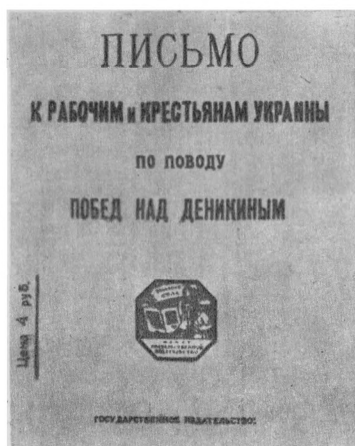 ПИСЬМО
К РАБОЧИМ и КРЕСТЬЯНАМ УКРАИНЫ
ПО ПОВОДУ
ПОБЕД НАД ДЕНИКИНЫМ
Цена 4 руб.
ГОСУДАРСТВЕННОЕ ИЗДАТЕЛЬСТВО